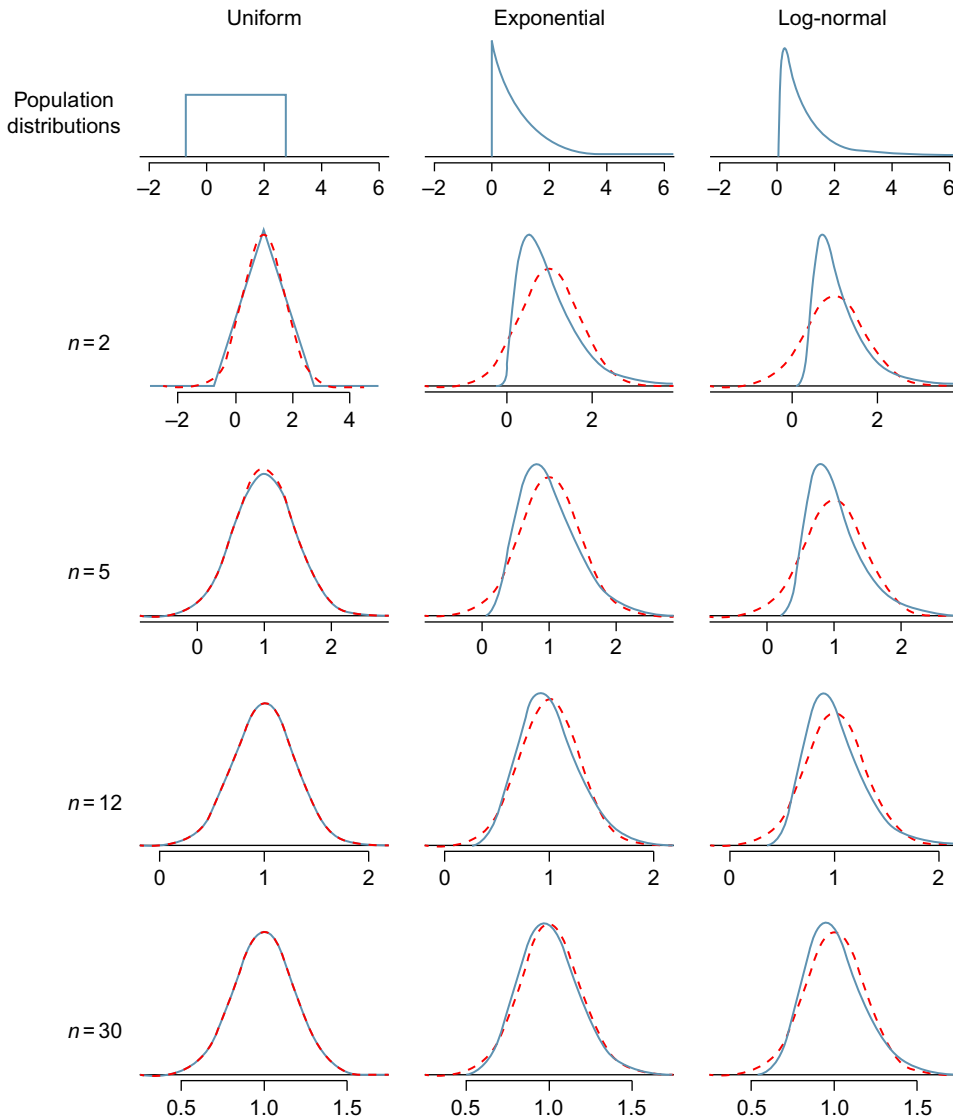 Uniform Exponential Log-normal
Population
distributions
–2 0 2 4 6 –2 0 2 4 6 –2 0 2 4 6
n = 2
–2 0 2 4 0 2 0 2
n = 5
0 1 2 0 1 2 0 1 2
n = 12
0 1 2 0 1 2 0 1 2
n = 30
0.5 1.0 1.5 0.5 1.0 1.5 0.5 1.0 1.5